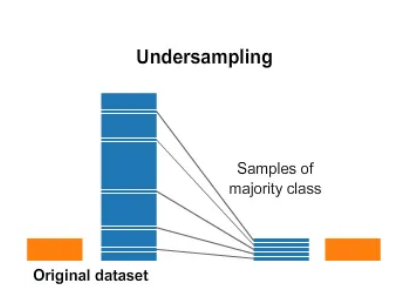 Undersampling
Samples of
majority class
Original dataset